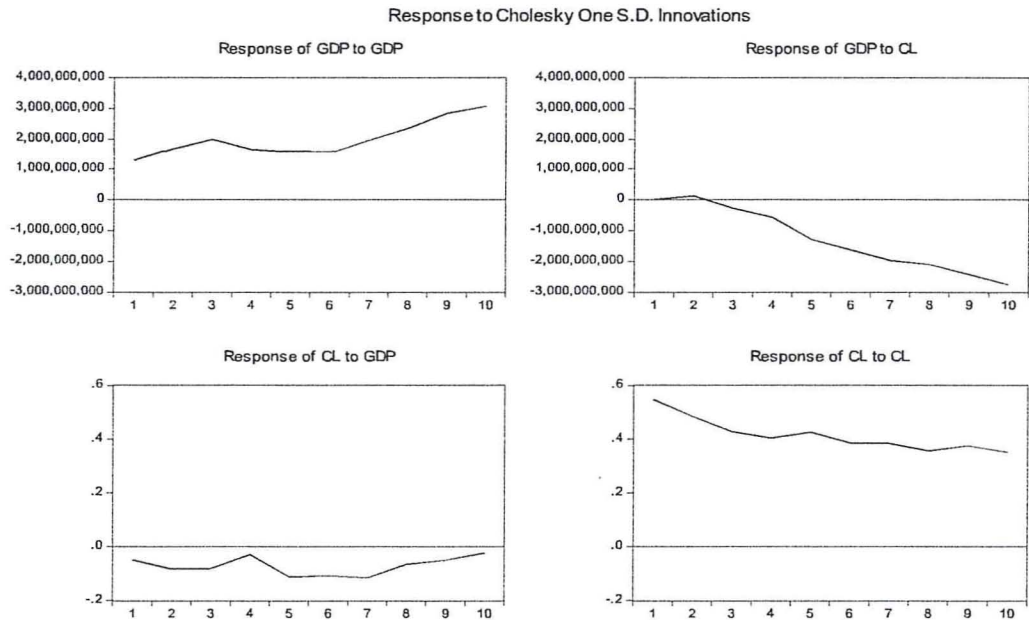 Response to Cholesky One S.D. Innovations
Response of GDP to GDP
4,000,000,000
3,000,000,000
2,000,000,000
1,000,000,000
0
-1,000,000,000
-2,000,000,000
-3,000,000,000
1 2 3 4 5 6 7 8 9 10
Response of GDP to CL
4,000,000,000
3,000,000,000
2,000,000,000
1,000,000,000
0
-1,000,000,000
-2,000,000,000
-3,000,000,000
1 2 3 4 5 6 7 8 9 10
Response of CL to GDP
.6
.4
.2
.0
-.2
1 2 3 4 5 6 7 8 9 10
Response of CL to CL
.6
.4
.2
.0
-.2
1 2 3 4 5 6 7 8 9 10